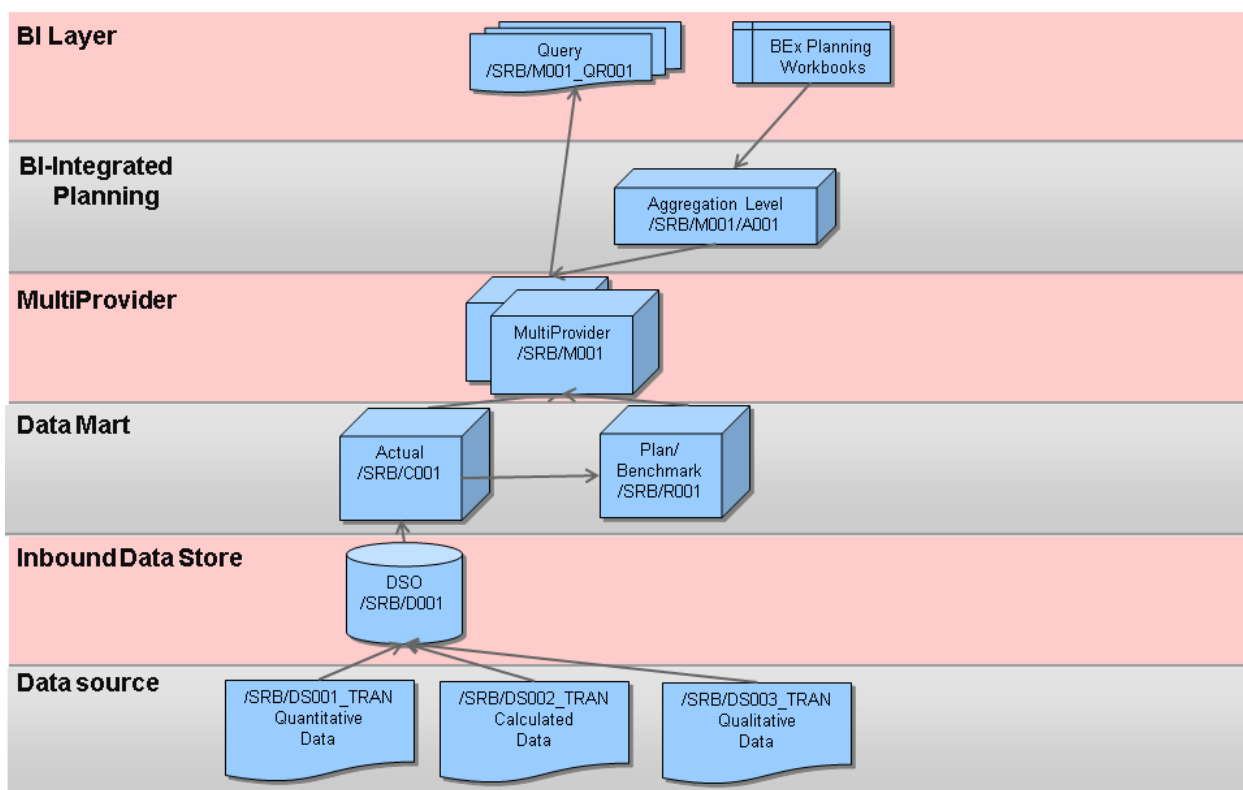 BI Layer
Query
/SRB/M001_QR001
BEx Planning
Workbooks
BI-Integrated
Planning
Aggregation Level
/SRB/M001/A001
MultiProvider
MultiProvider
/SRB/M001
Data Mart
Actual
/SRB/C001
Plan/
Benchmark
/SRB/R001
Inbound Data Store
DSO
/SRB/D001
Data source
/SRB/DS001_TRAN
Quantitative
Data
/SRB/DS002_TRAN
Calculated
Data
/SRB/DS003_TRAN
Qualitative
Data